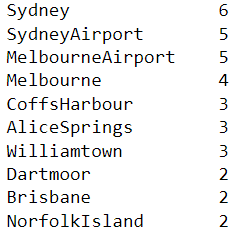 Sydney 6
SydneyAirport 5
MelbourneAirport 5
Melbourne 4
CoffsHarbour 3
AliceSprings 3
Williamtown 3
Dartmoor 2
Brisbane 2
NorfolkIsland 2